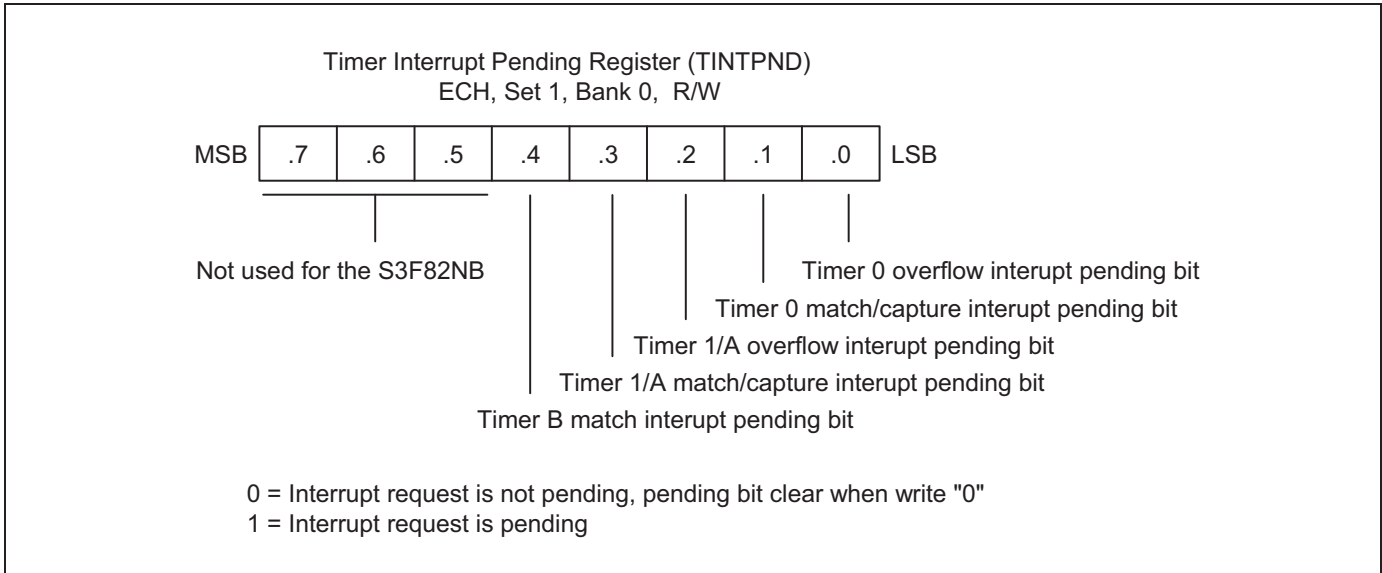 Timer Interrupt Pending Register (TINTPND)
ECH, Set 1, Bank 0, R/W
MSB .7 .6 .5 .4 .3 .2 .1 .0 LSB
Not used for the S3F82NB
Timer 0 overflow interupt pending bit
Timer 0 match/capture interupt pending bit
Timer 1/A overflow interupt pending bit
Timer 1/A match/capture interupt pending bit
Timer B match interupt pending bit
0 = Interrupt request is not pending, pending bit clear when write "0"
1 = Interrupt request is pending